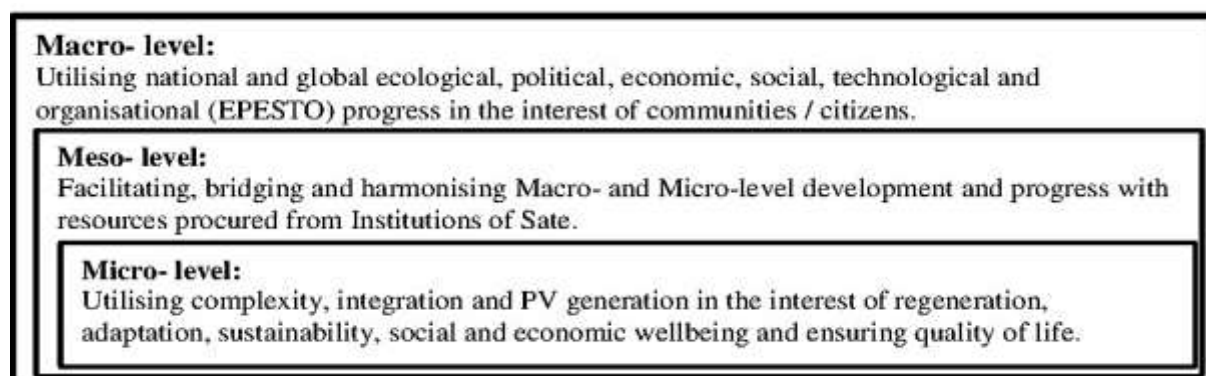 Macro- level:
Utilising national and global ecological, political, economic, social, technological and
organisational (EPESTO) progress in the interest of communities / citizens.
Meso- level:
Facilitating, bridging and harmonising Macro- and Micro-level development and progress with
resources procured from Institutions of Sate.
Micro- level:
Utilising complexity, integration and PV generation in the interest of regeneration,
adaptation, sustainability, social and economic wellbeing and ensuring quality of life.